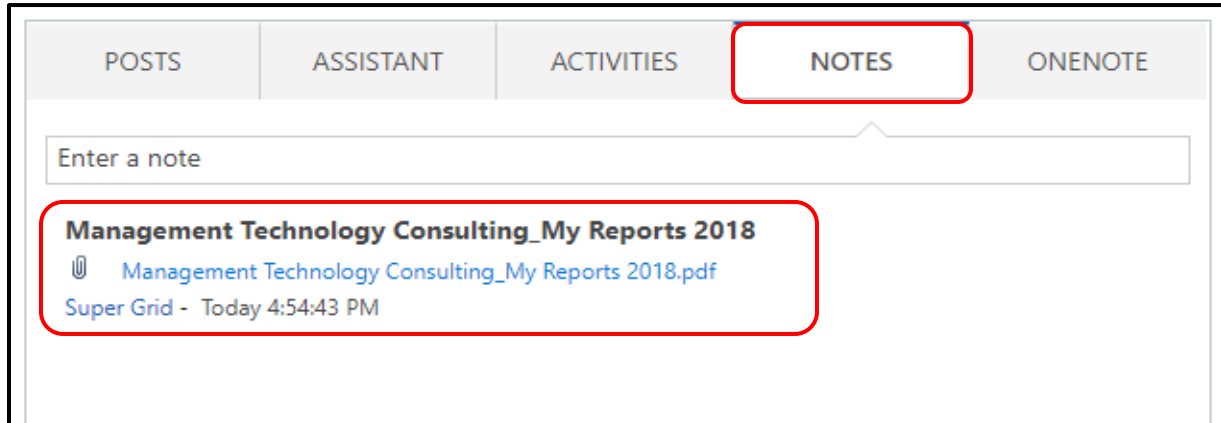 POSTS ASSISTANT ACTIVITIES NOTES ONENOTE
Enter a note
Management Technology Consulting_My Reports 2018
Management Technology Consulting_My Reports 2018.pdf
Super Grid - Today 4:54:43 PM